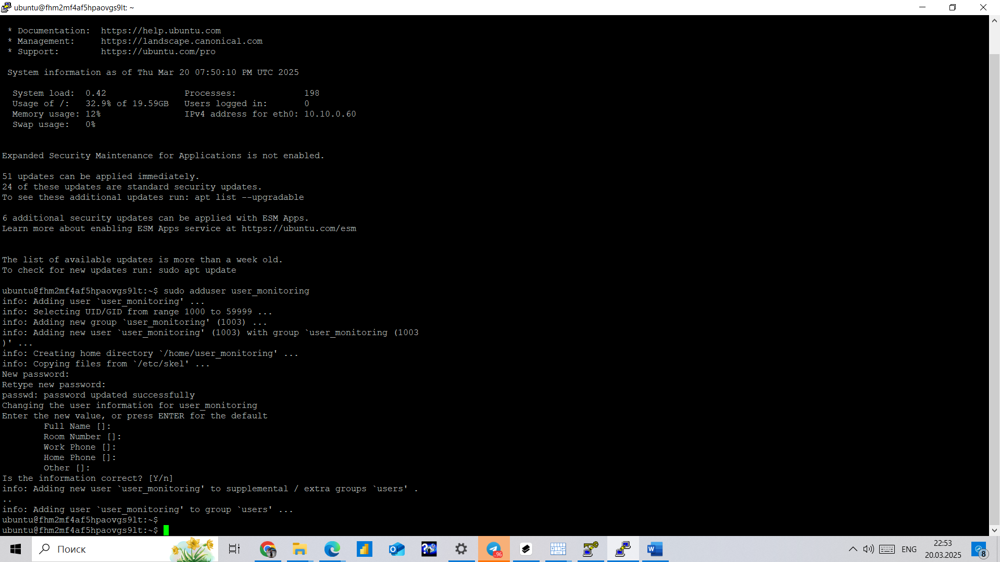 ubuntu@fhm2mf4af5hpaovgs9lt: ~
* Documentation:  https://help.ubuntu.com
* Management:     https://landscape.canonical.com
* Support:        https://ubuntu.com/pro
System information as of Thu Mar 20 07:50:10 PM UTC 2025
System load:  0.42               Processes:             198
Usage of /:   32.9% of 19.59GB   Users logged in:       0
Memory usage: 12%                IPv4 address for eth0: 10.10.0.60
Swap usage:   0%
Expanded Security Maintenance for Applications is not enabled.
51 updates can be applied immediately.
24 of these updates are standard security updates.
To see these additional updates run: apt list --upgradable
6 additional security updates can be applied with ESM Apps.
Learn more about enabling ESM Apps service at https://ubuntu.com/esm
The list of available updates is more than a week old.
To check for new updates run: sudo apt update
ubuntu@fhm2mf4af5hpaovgs9lt:~$ sudo adduser user_monitoring
info: Adding user `user_monitoring' ...
info: Selecting UID/GID from range 1000 to 59999 ...
info: Adding new group `user_monitoring' (1003) ...
info: Adding new user `user_monitoring' (1003) with group `user_monitoring (1003
)' ...
info: Creating home directory `/home/user_monitoring' ...
info: Copying files from `/etc/skel' ...
New password:
Retype new password:
passwd: password updated successfully
Changing the user information for user_monitoring
Enter the new value, or press ENTER for the default
Full Name []:
Room Number []:
Work Phone []:
Home Phone []:
Other []:
Is the information correct? [Y/n]
info: Adding new user `user_monitoring' to supplemental / extra groups `users' .
..
info: Adding user `user_monitoring' to group `users' ...
ubuntu@fhm2mf4af5hpaovgs9lt:~$
ubuntu@fhm2mf4af5hpaovgs9lt:~$
Поиск
..96
ENG
22:53
20.03.2025
8